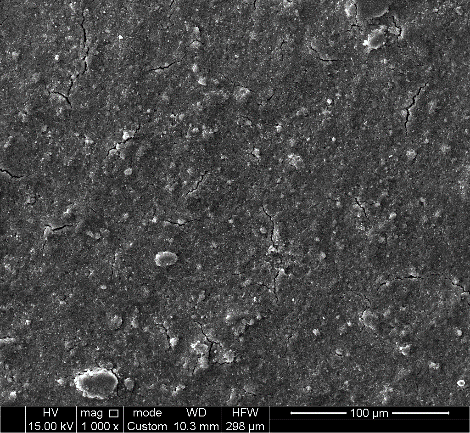 HV mag □ mode WD HFW
15.00 kV 1 000 x Custom 10.3 mm 298 µm
100 µm